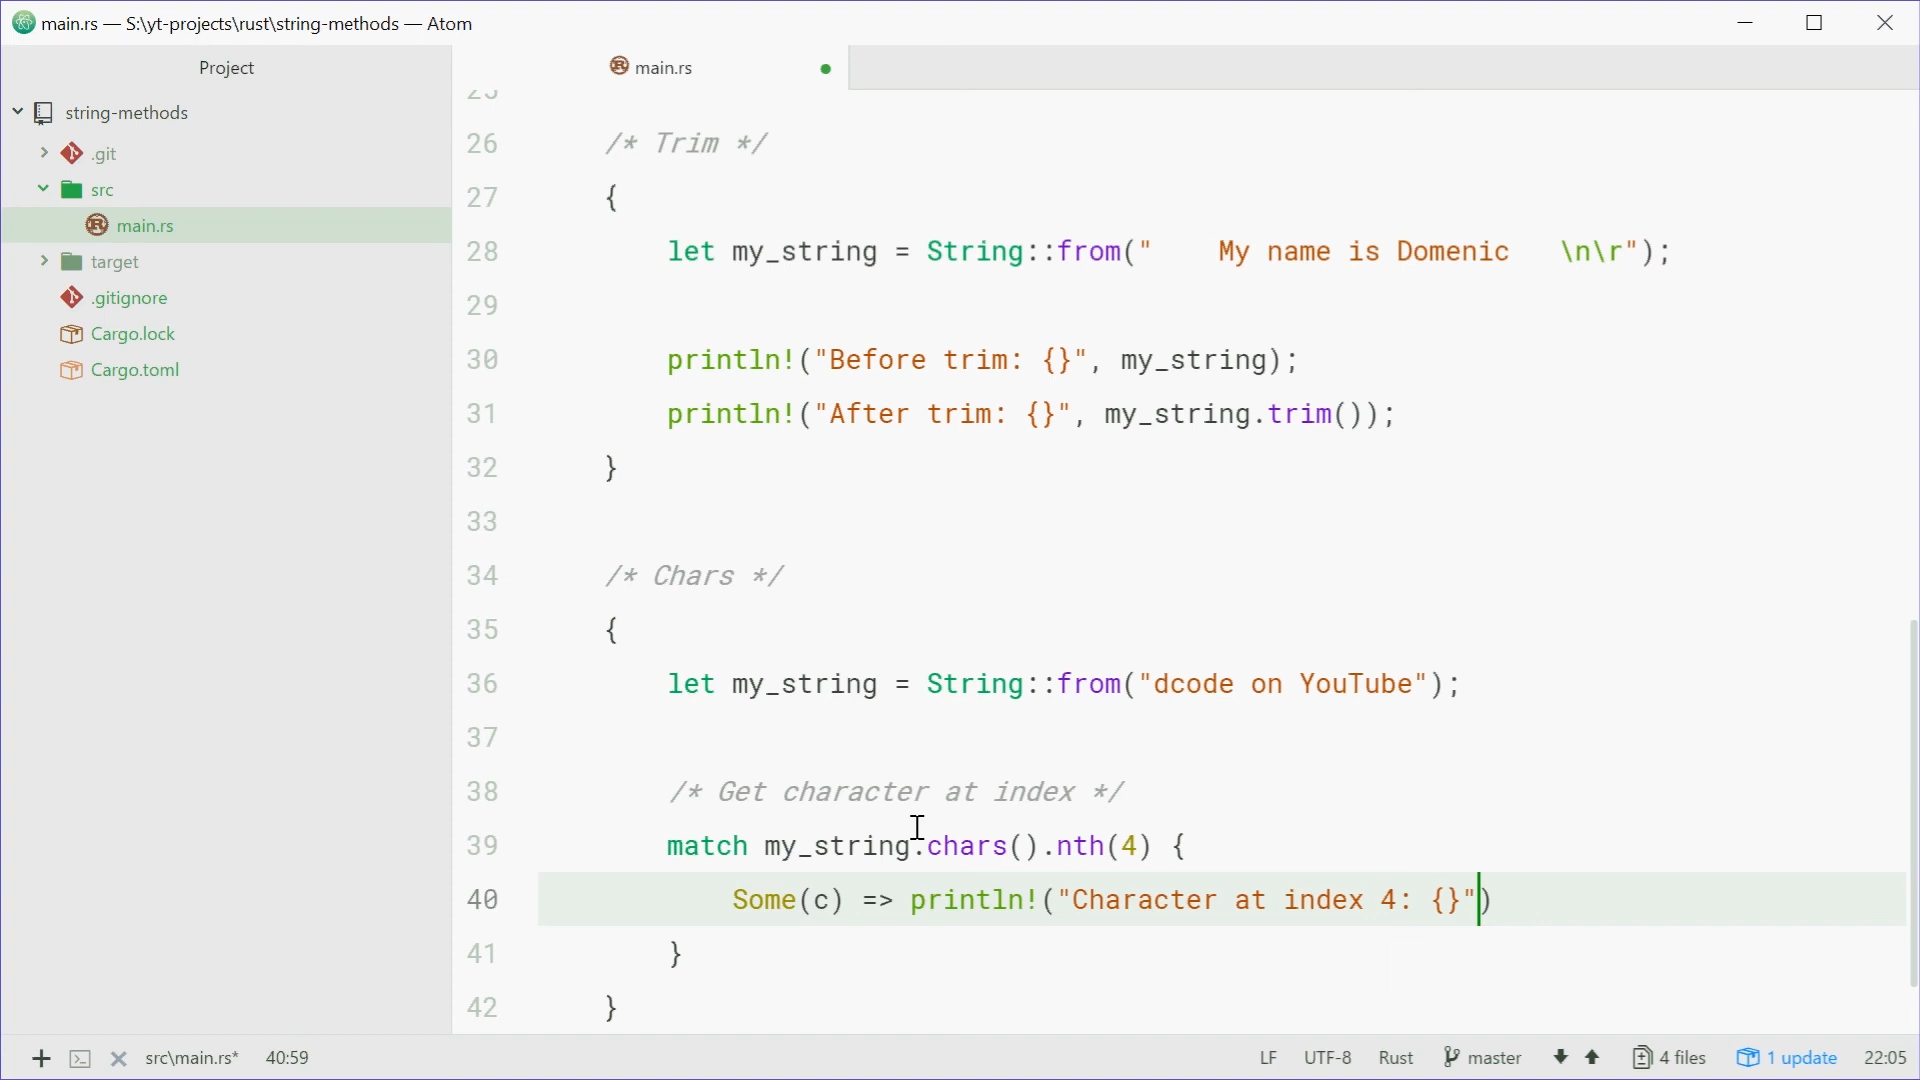 main.rs — S:\yt-projects\rust\string-methods — Atom
Project
string-methods
.git
src
main.rs
target
.gitignore
Cargo.lock
Cargo.toml
main.rs
25
26 /* Trim */
27 {
28 let my_string = String::from("    My name is Domenic   \n\r");
29
30 println!("Before trim: {}", my_string);
31 println!("After trim: {}", my_string.trim());
32 }
33
34 /* Chars */
35 {
36 let my_string = String::from("dcode on YouTube");
37
38 /* Get character at index */
39 match my_string.chars().nth(4) {
40 Some(c) => println!("Character at index 4: {}")
41 }
42 }
src\main.rs* 40:59 LF UTF-8 Rust master 4 files 1 update 22:05